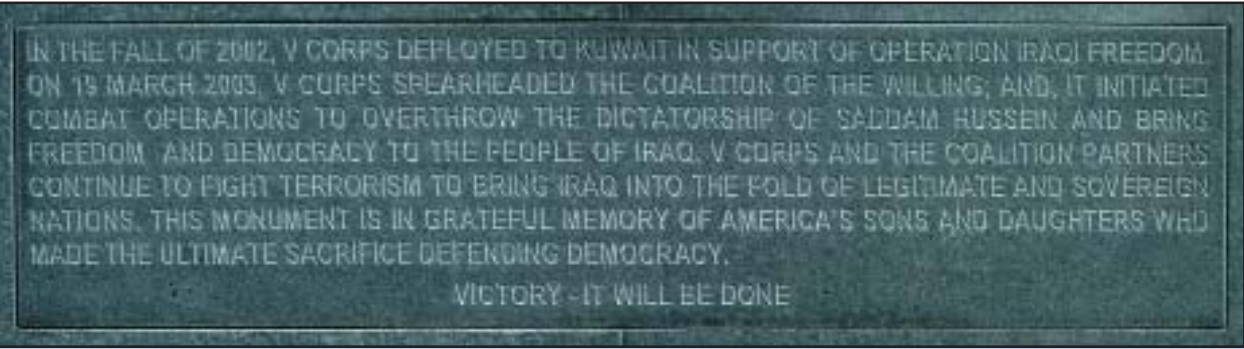 IN THE FALL OF 2002, V CORPS DEPLOYED TO KUWAIT IN SUPPORT OF OPERATION IRAQI FREEDOM.
ON 19 MARCH 2003, V CORPS SPEARHEADED THE COALITION OF THE WILLING; AND, IT INITIATED
COMBAT OPERATIONS TO OVERTHROW THE DICTATORSHIP OF SADDAM HUSSEIN AND BRING
FREEDOM AND DEMOCRACY TO THE PEOPLE OF IRAQ. V CORPS AND THE COALITION PARTNERS
CONTINUE TO FIGHT TERRORISM TO BRING IRAQ INTO THE FOLD OF LEGITIMATE AND SOVEREIGN
NATIONS. THIS MONUMENT IS IN GRATEFUL MEMORY OF AMERICA'S SONS AND DAUGHTERS WHO
MADE THE ULTIMATE SACRIFICE DEFENDING DEMOCRACY.
VICTORY - IT WILL BE DONE